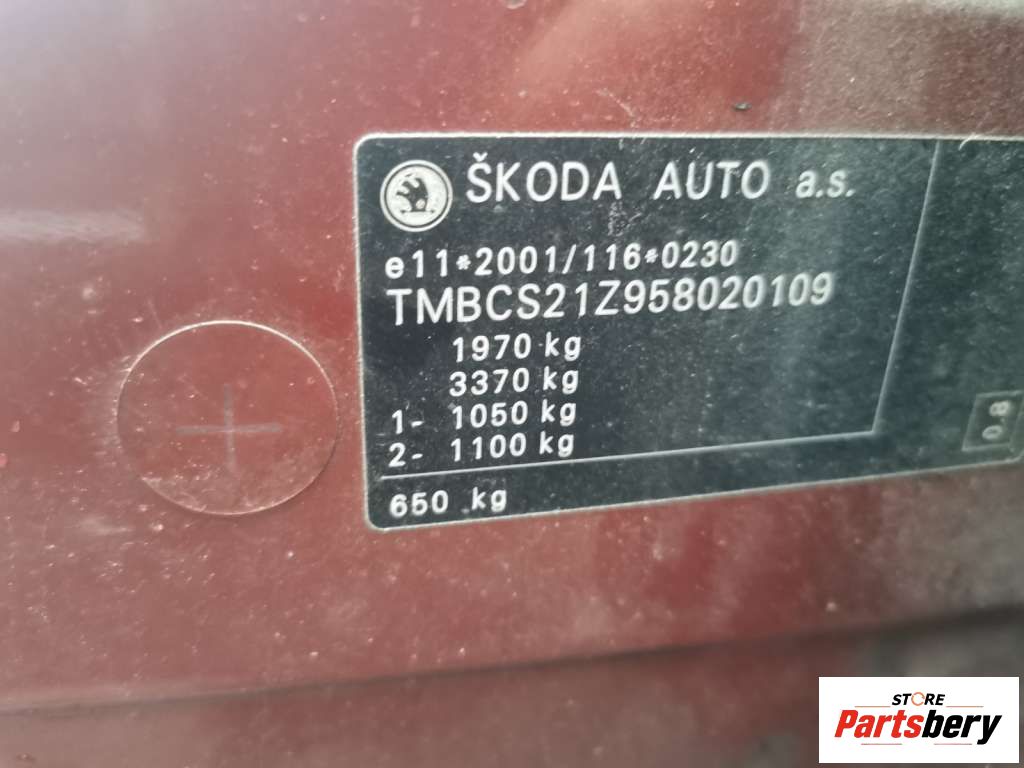 ŠKODA AUTO a.s.
e11*2001/116*0230
TMBCS21Z958020109
1970 kg
3370 kg
1- 1050 kg
2- 1100 kg
650 kg
0.8
STORE
Partsbery